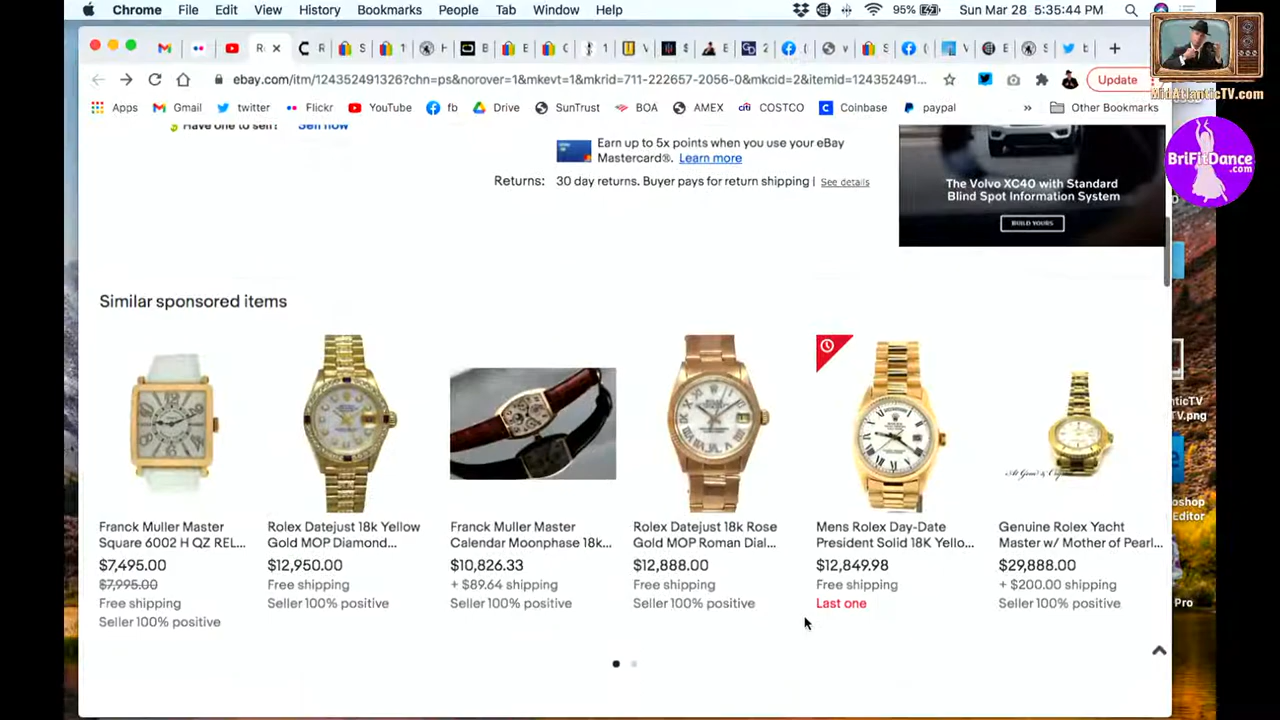 Chrome File Edit View History Bookmarks People Tab Window Help 95% Sun Mar 28 5:35:44 PM
ebay.com/itm/124352491326?chn=ps&norover=1&mkevt=1&mkrid=711-222657-2056-0&mkcid=2&itemid=124352491...
Update
Apps Gmail twitter Flickr YouTube fb Drive SunTrust BOA AMEX COSTCO Coinbase paypal » Other Bookmarks
MidAtlanticTV.com
BriFitDance
.com
Have one to sell? Sell now
Earn up to 5x points when you use your eBay
Mastercard®. Learn more
Returns: 30 day returns. Buyer pays for return shipping | See details
The Volvo XC40 with Standard
Blind Spot Information System
BUILD YOURS
Similar sponsored items
Franck Muller Master
Square 6002 H QZ REL...
$7,495.00
$7,995.00
Free shipping
Seller 100% positive
Rolex Datejust 18k Yellow
Gold MOP Diamond...
$12,950.00
Free shipping
Seller 100% positive
Franck Muller Master
Calendar Moonphase 18k...
$10,826.33
+ $89.64 shipping
Seller 100% positive
Rolex Datejust 18k Rose
Gold MOP Roman Dial...
$12,888.00
Free shipping
Seller 100% positive
Mens Rolex Day-Date
President Solid 18K Yello...
$12,849.98
Free shipping
Last one
Genuine Rolex Yacht
Master w/ Mother of Pearl...
$29,888.00
+ $200.00 shipping
Seller 100% positive
anticTV
TV.png
oshop
Editor
Pro